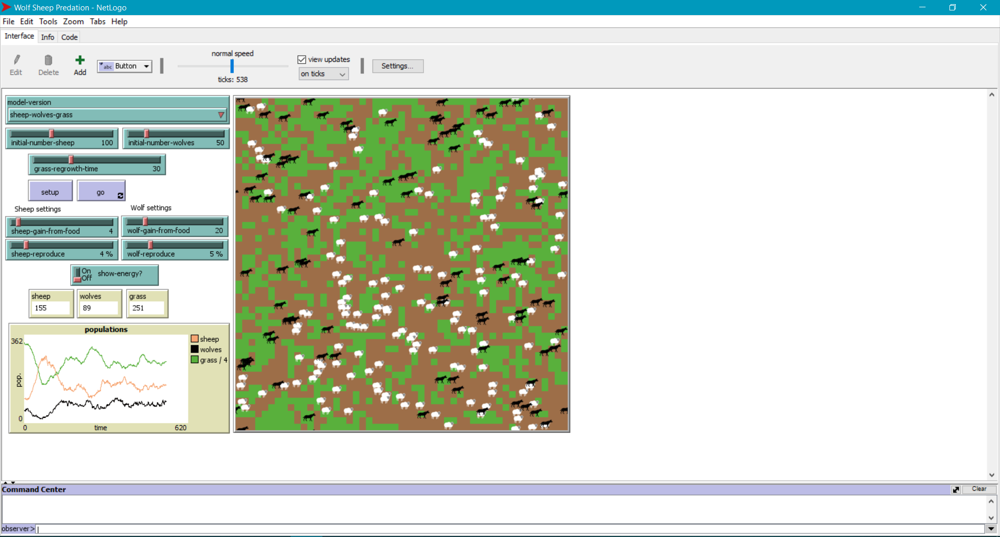 Wolf Sheep Predation - NetLogo
File Edit Tools Zoom Tabs Help
Interface Info Code
Edit
Delete
Add
abc Button
normal speed
ticks: 538
view updates
on ticks
Settings...
model-version
sheep-wolves-grass
initial-number-sheep 100
initial-number-wolves 50
grass-regrowth-time 30
setup
go
Sheep settings
Wolf settings
sheep-gain-from-food 4
wolf-gain-from-food 20
sheep-reproduce 4 %
wolf-reproduce 5 %
On
Off
show-energy?
sheep
155
wolves
89
grass
251
populations
362
pop.
0
0 time 620
sheep
wolves
grass / 4
Command Center
Clear
observer>